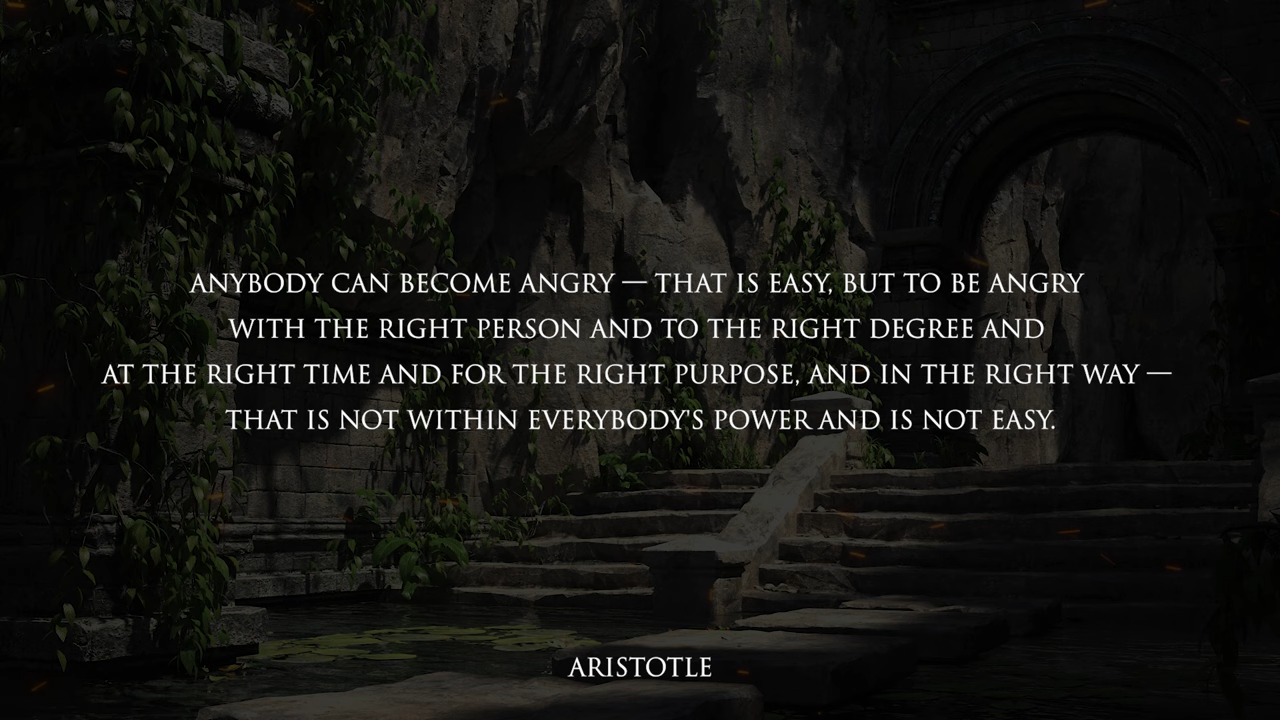 ANYBODY CAN BECOME ANGRY — THAT IS EASY, BUT TO BE ANGRY
WITH THE RIGHT PERSON AND TO THE RIGHT DEGREE AND
AT THE RIGHT TIME AND FOR THE RIGHT PURPOSE, AND IN THE RIGHT WAY —
THAT IS NOT WITHIN EVERYBODY'S POWER AND IS NOT EASY.
ARISTOTLE